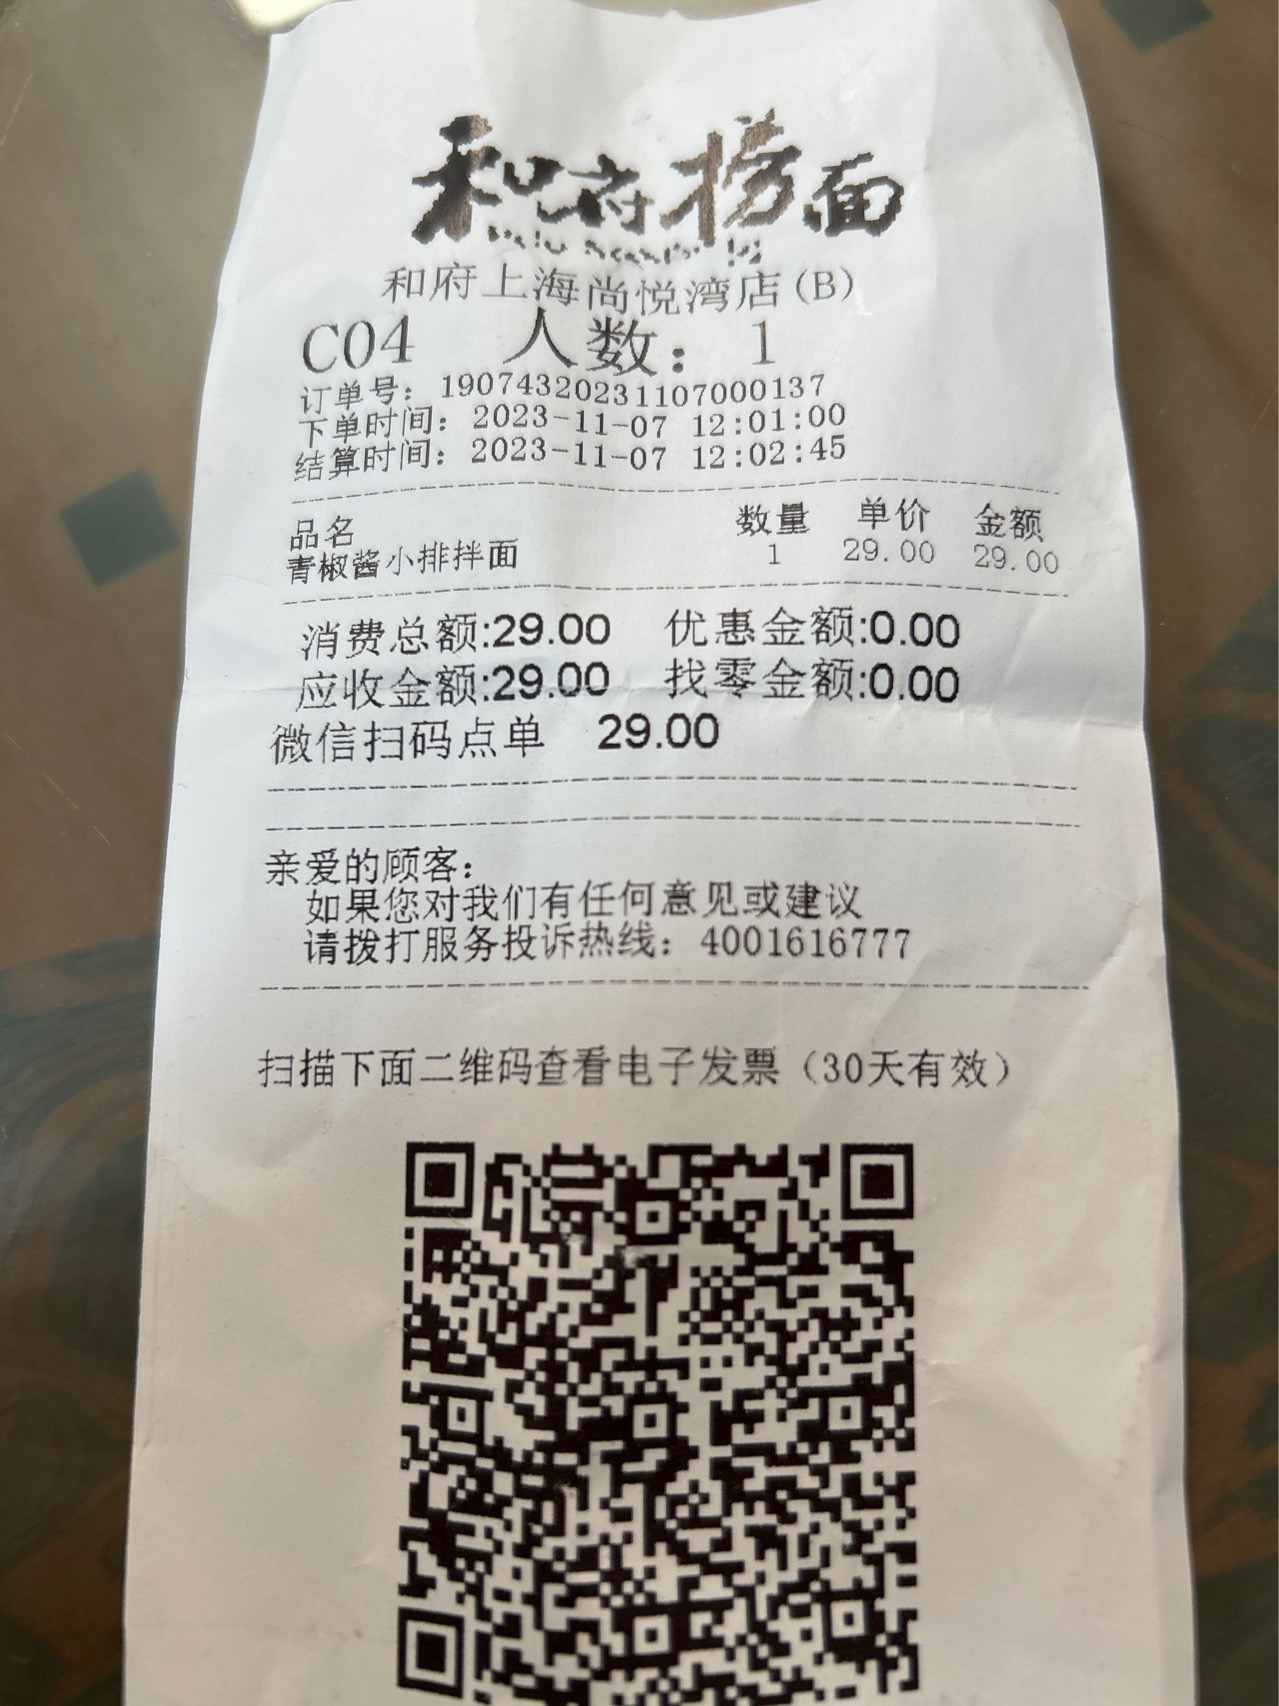 和府捞面
和府上海尚悦湾店(B)
C04 人数： 1
订单号：19074320231107000137
下单时间：2023-11-07 12:01:00
结算时间：2023-11-07 12:02:45
品名 数量 单价 金额
青椒酱小排拌面 1 29.00 29.00
消费总额:29.00 优惠金额:0.00
应收金额:29.00 找零金额:0.00
微信扫码点单 29.00
亲爱的顾客：
如果您对我们有任何意见或建议
请拨打服务投诉热线：4001616777
扫描下面二维码查看电子发票（30天有效）